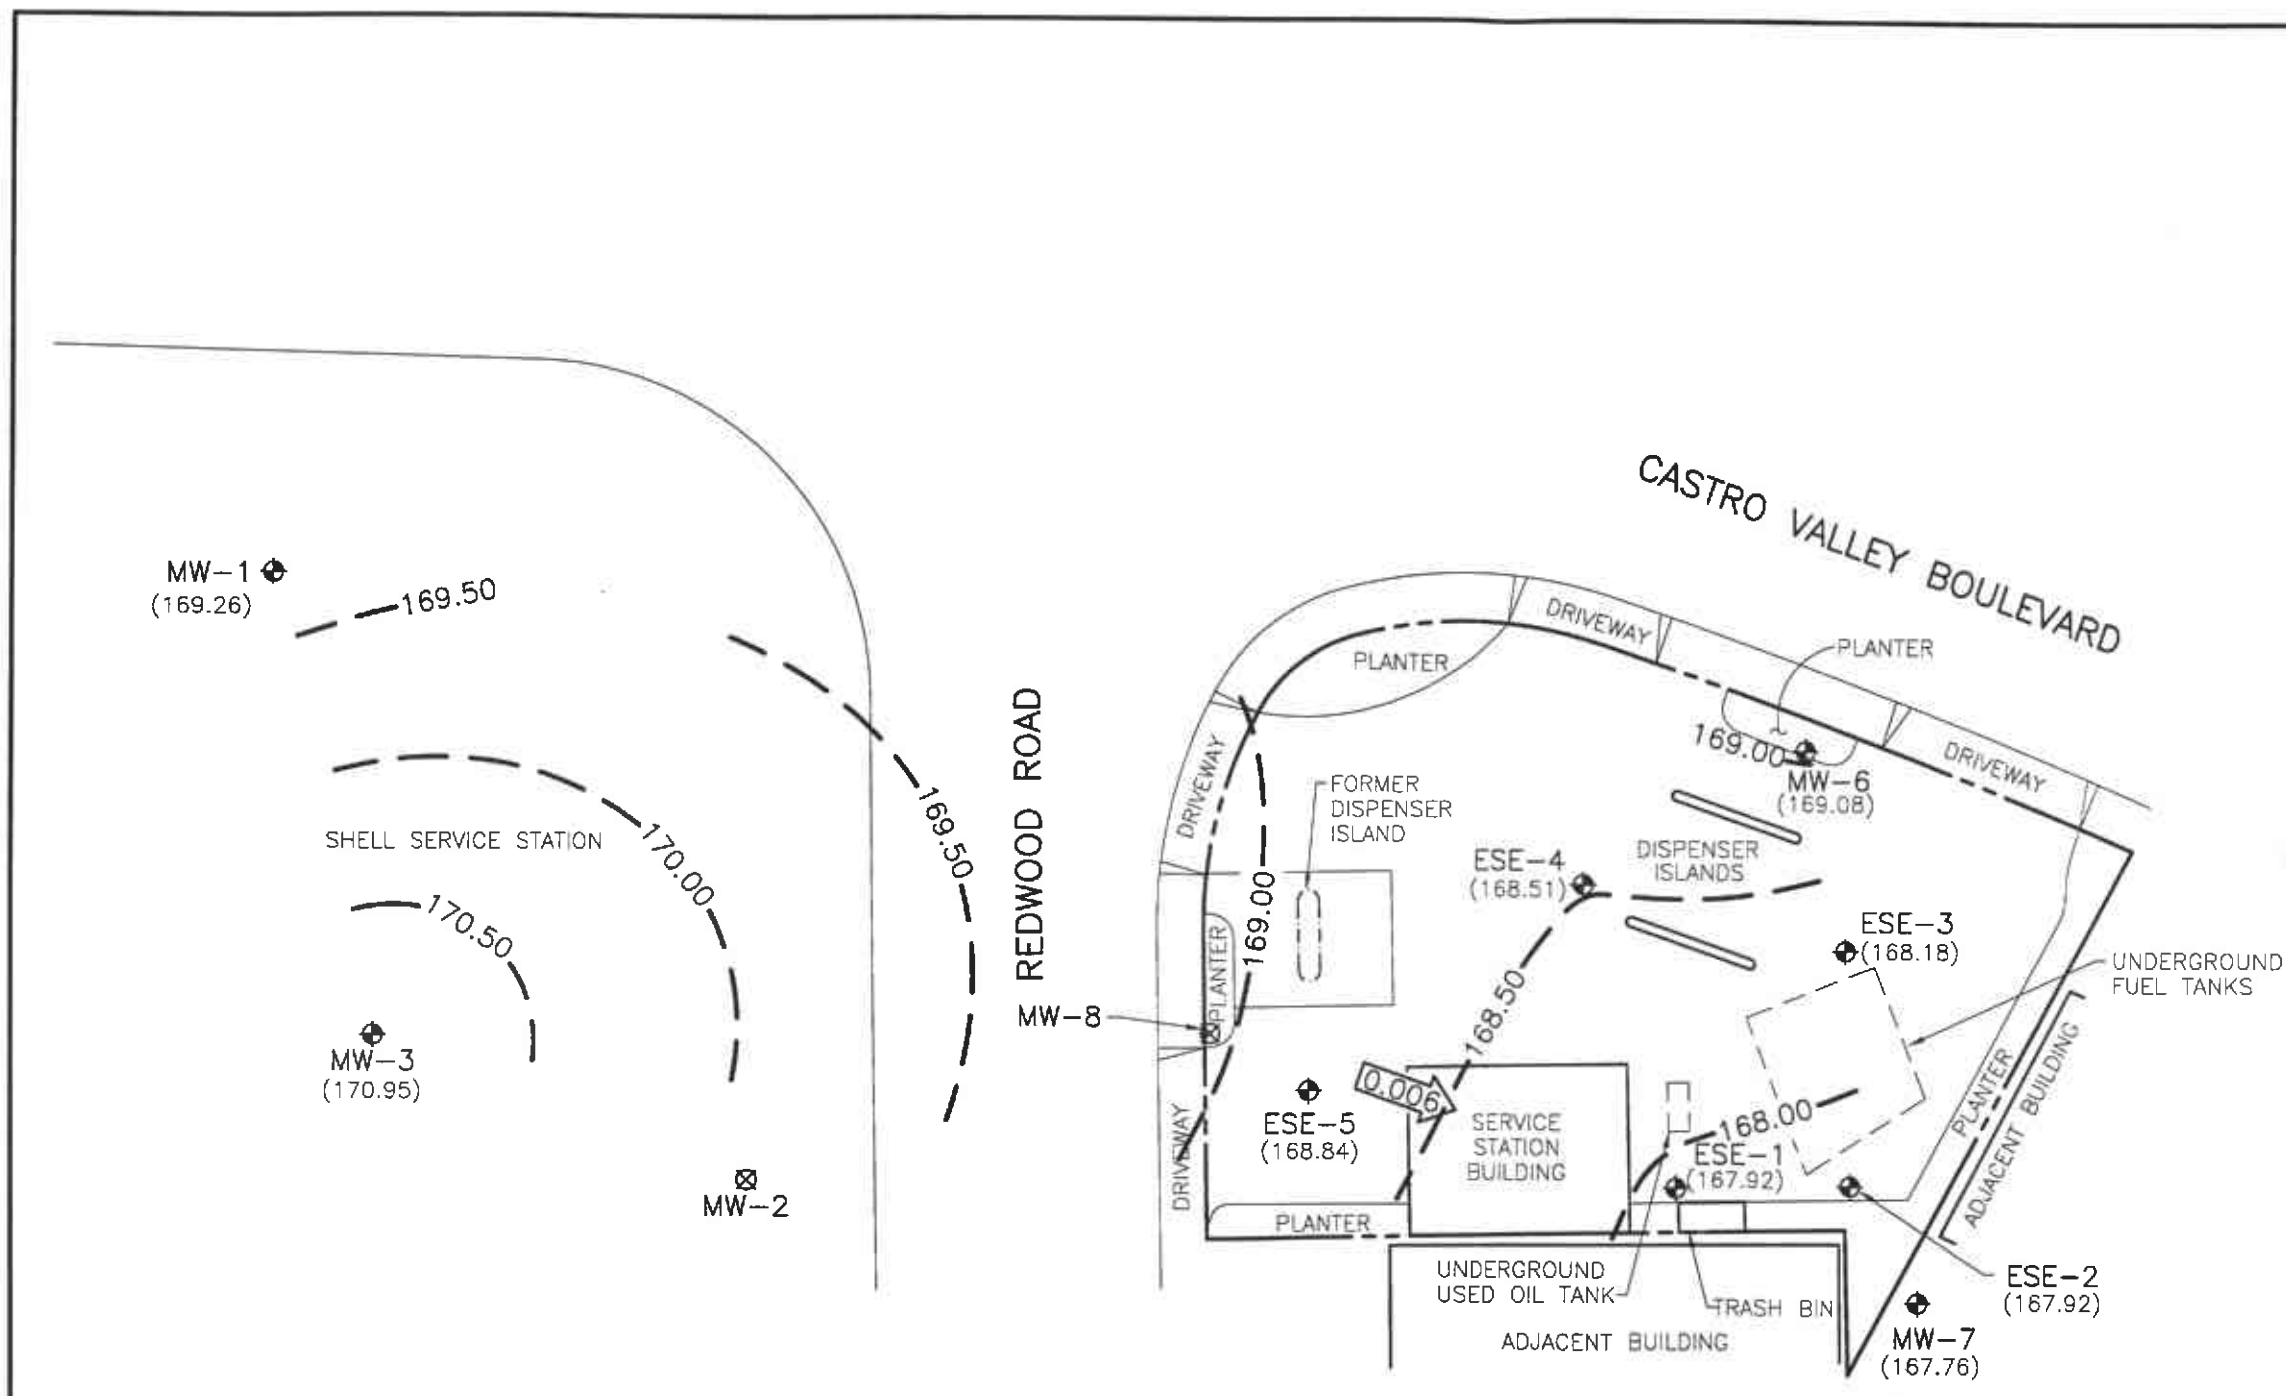 CASTRO VALLEY BOULEVARD
MW-1
(169.26)
169.50
DRIVEWAY
PLANTER
PLANTER
169.00
DRIVEWAY
MW-6
(169.08)
REDWOOD ROAD
DRIVEWAY
FORMER
DISPENSER
ISLAND
169.50
SHELL SERVICE STATION
170.00
170.50
169.00
ESE-4
(168.51)
DISPENSER
ISLANDS
ESE-3
(168.18)
UNDERGROUND
FUEL TANKS
PLANTER
168.50
MW-8
MW-3
(170.95)
0.006
ESE-5
(168.84)
SERVICE
STATION
BUILDING
168.00
ESE-1
(167.92)
PLANTER
ADJACENT BUILDING
DRIVEWAY
MW-2
PLANTER
UNDERGROUND
USED OIL TANK
TRASH BIN
ADJACENT BUILDING
ESE-2
(167.92)
MW-7
(167.76)